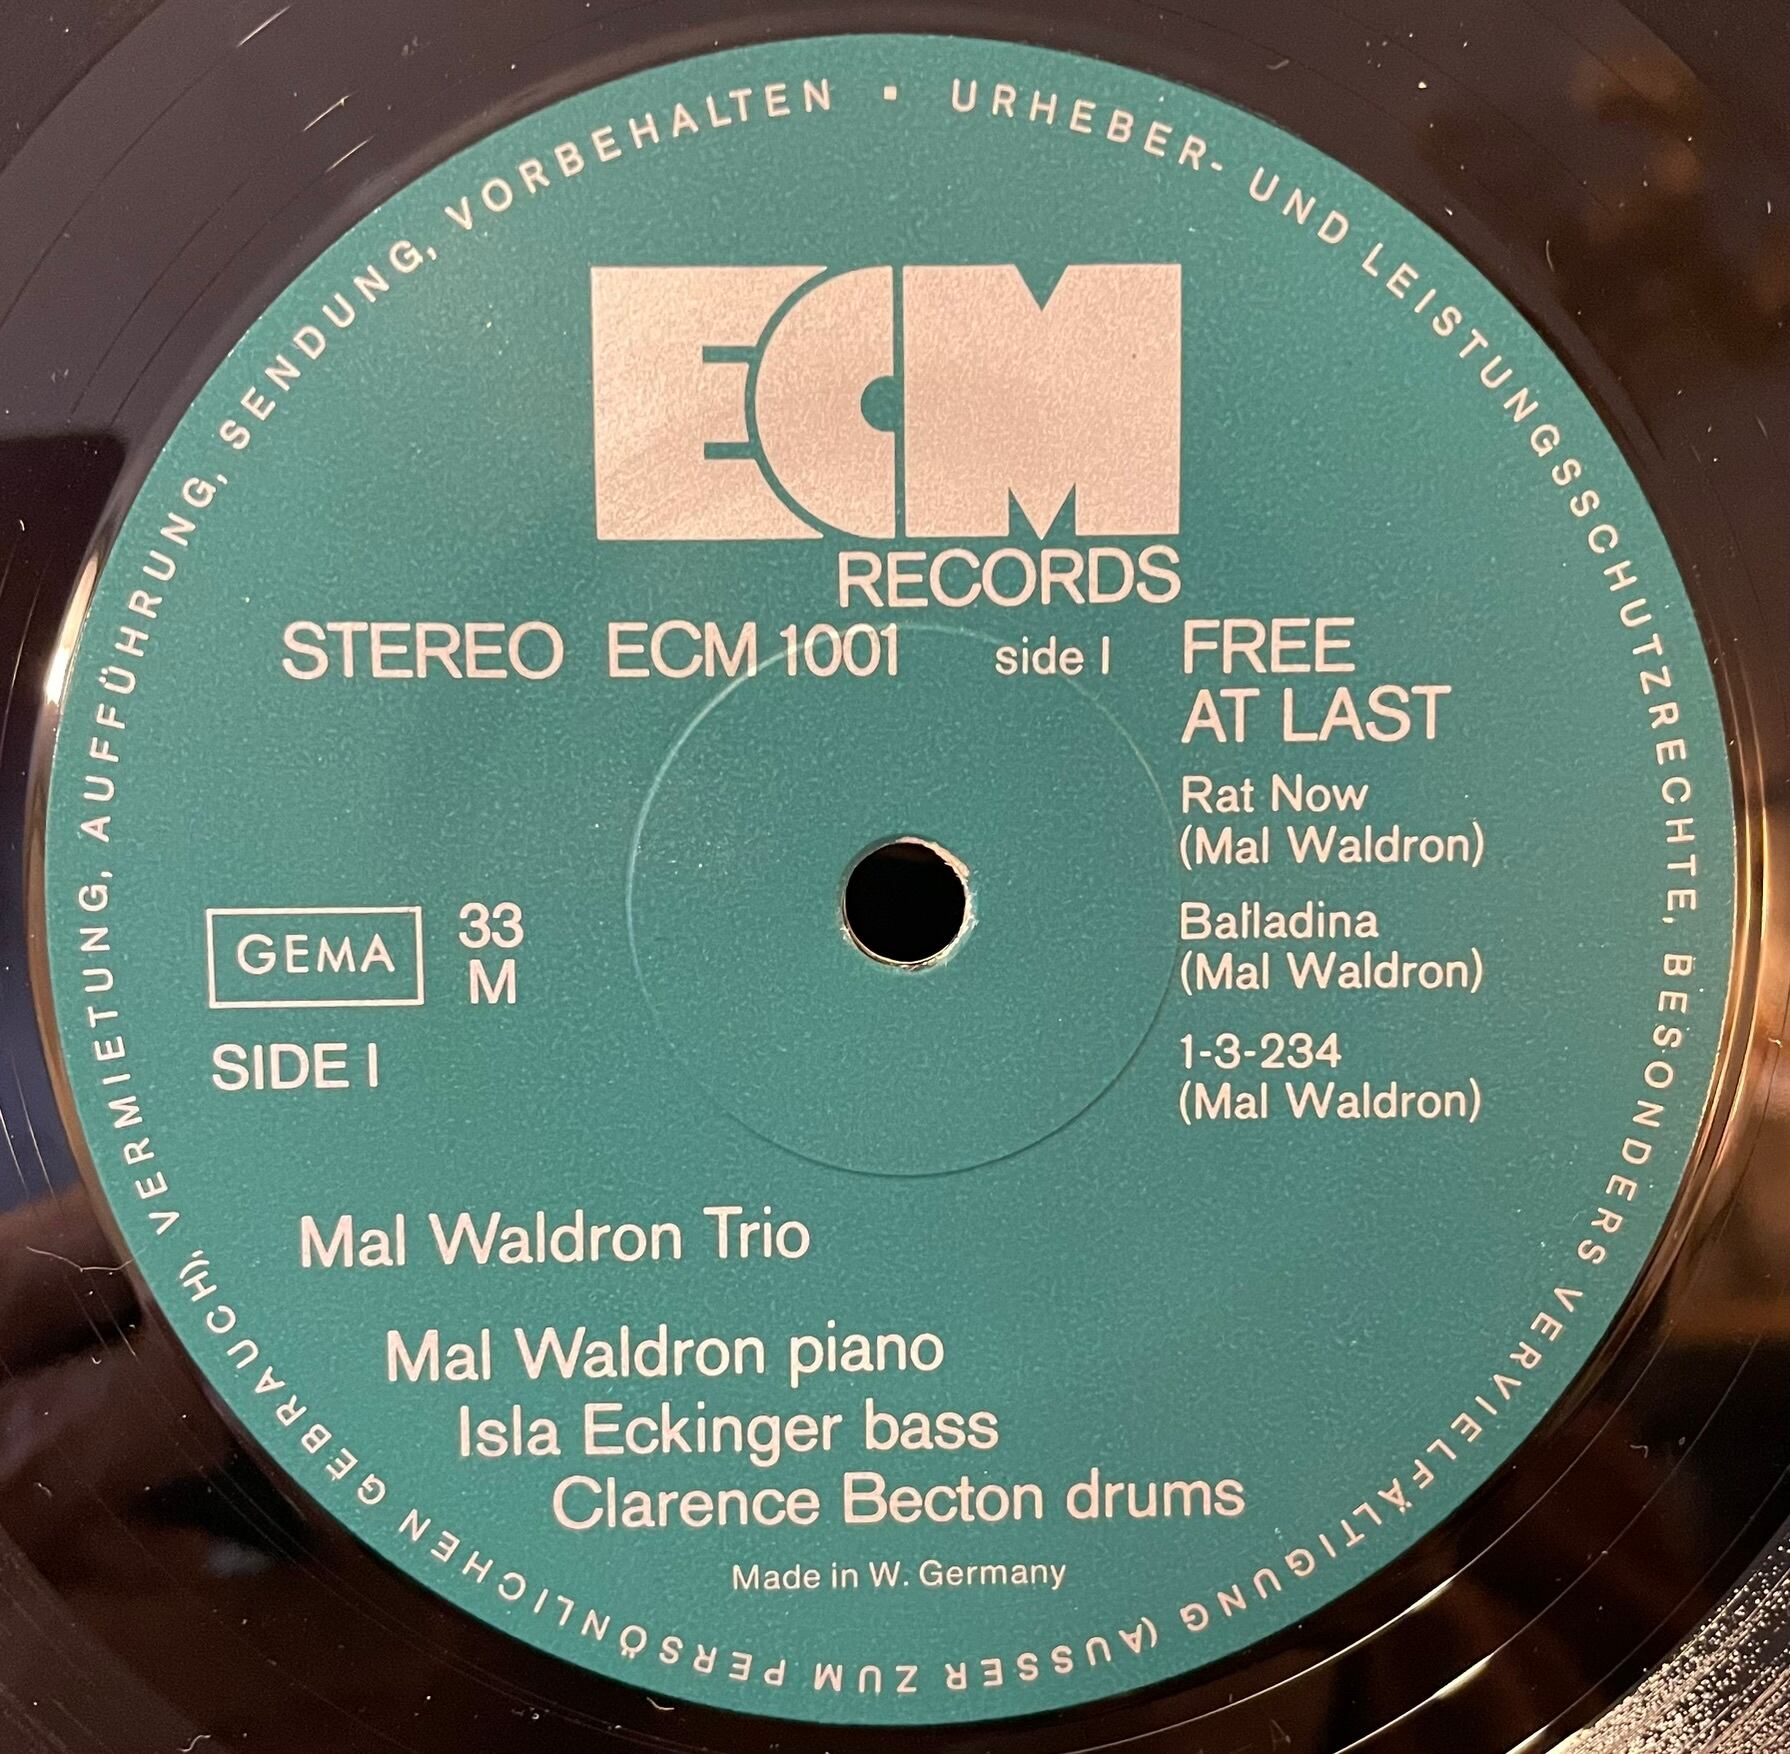 URHEBER- UND LEISTUNGSSCHUTZRECHTE, BESONDERS VERVIELFÄLTIGUNG (AUSSER ZUM PERSÖNLICHEN GEBRAUCH), VERMIETUNG, AUFFÜHRUNG, SENDUNG, VORBEHALTEN ▪
ECM
RECORDS
STEREO ECM 1001 side I
FREE
AT LAST
Rat Now
(Mal Waldron)
Balladina
(Mal Waldron)
1-3-234
(Mal Waldron)
GEMA
33
M
SIDE I
Mal Waldron Trio
Mal Waldron piano
Isla Eckinger bass
Clarence Becton drums
Made in W. Germany